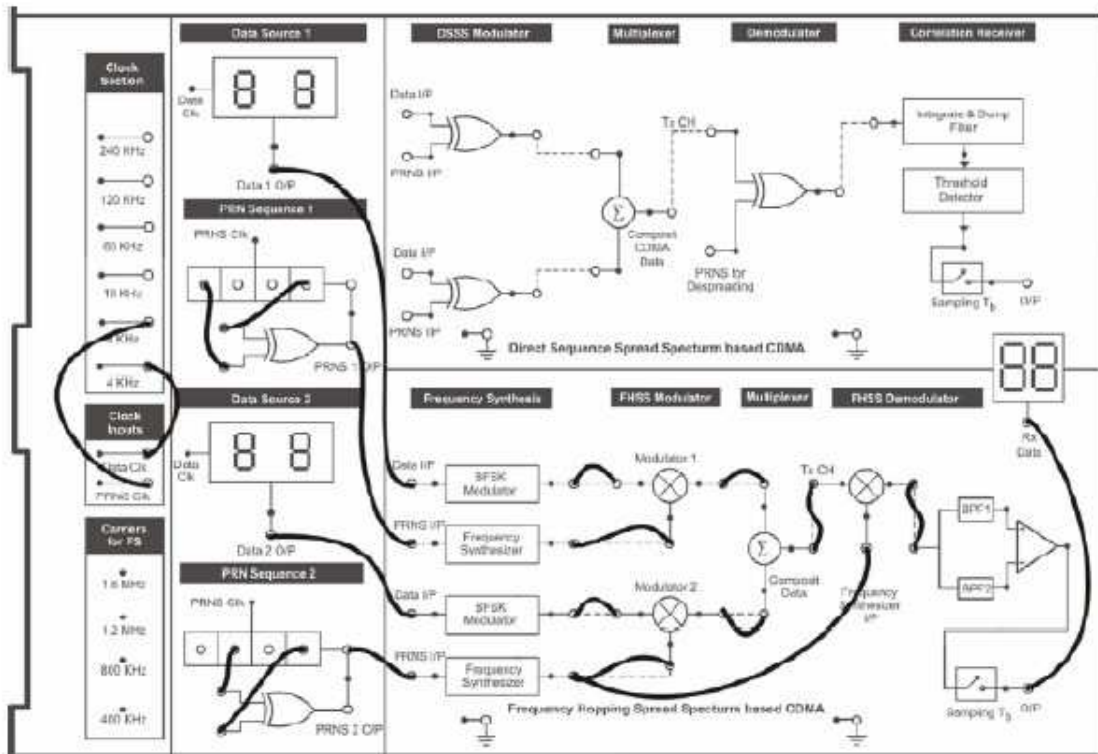 Data Source 1
DSSS Modulator
Multiplexer
Demodulator
Correlation Receiver
Clock
Section
Data
Clk
Data I/P
Tx CH
Integrate & Dump
Filter
240 KHz
PRNS I/P
Data 1 O/P
Threshold
Detector
120 KHz
PRN Sequence 1
Σ
Composit
CDMA
Data
PRNS Clk
Data I/P
PRNS for
Despreading
60 KHz
Sampling Tb
O/P
PRNS I/P
Direct Sequence Spread Specturm based CDMA
PRNS 1 O/P
4 KHz
Data Source 2
Frequency Synthesis
FHSS Modulator
Multiplexer
FHSS Demodulator
Clock
Inputs
Rx
Data
Data Clk
PRNS Clk
Data
Clk
Data I/P
BFSK
Modulator
Modulator 1
Tx CH
BPF1
Carriers
for FS
PRNS I/P
Frequency
Synthesizer
Data 2 O/P
Σ
Composit
Data
1.6 MHz
PRN Sequence 2
Data I/P
BFSK
Modulator
Modulator 2
Frequency
Synthesizer
I/P
BPF2
PRNS Clk
1.2 MHz
800 KHz
PRNS I/P
Frequency
Synthesizer
400 KHz
PRNS 2 O/P
Frequency Hopping Spread Specturm based CDMA
Sampling Tb
O/P